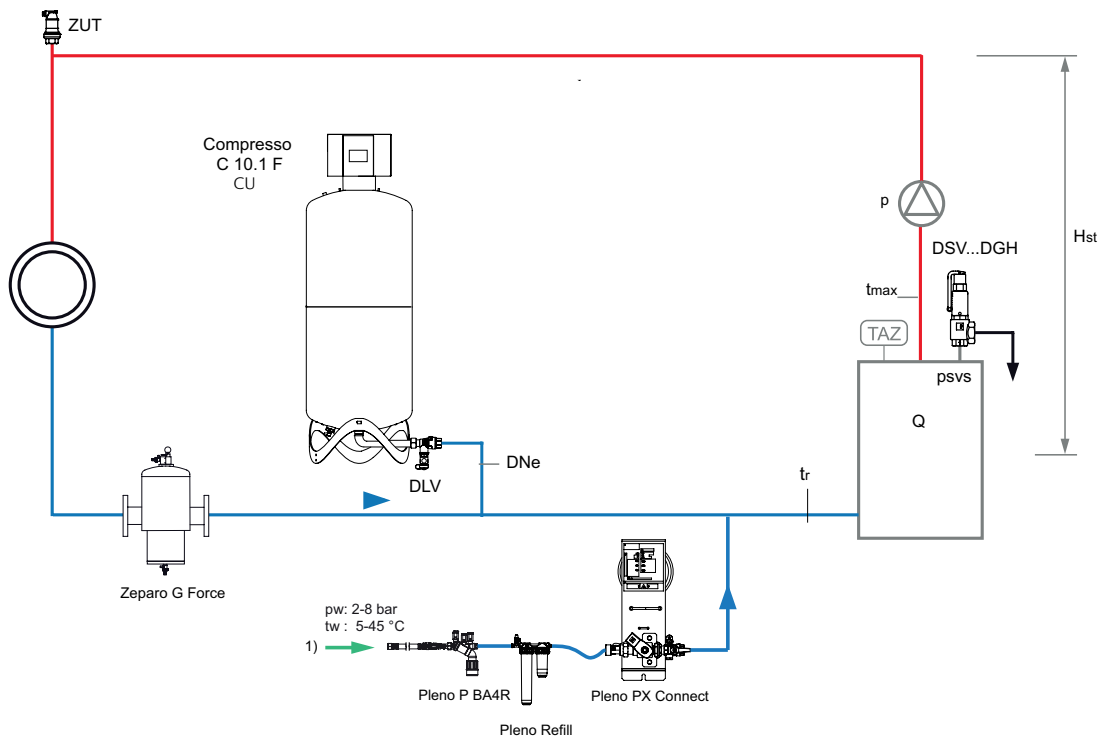 ZUT
Compresso
C 10.1 F
CU
p
Hst
DSV...DGH
tmax
TAZ
psvs
Q
DNe
DLV
tr
Zeparo G Force
pw: 2-8 bar
tw : 5-45 °C
1)
Pleno P BA4R
Pleno PX Connect
Pleno Refill